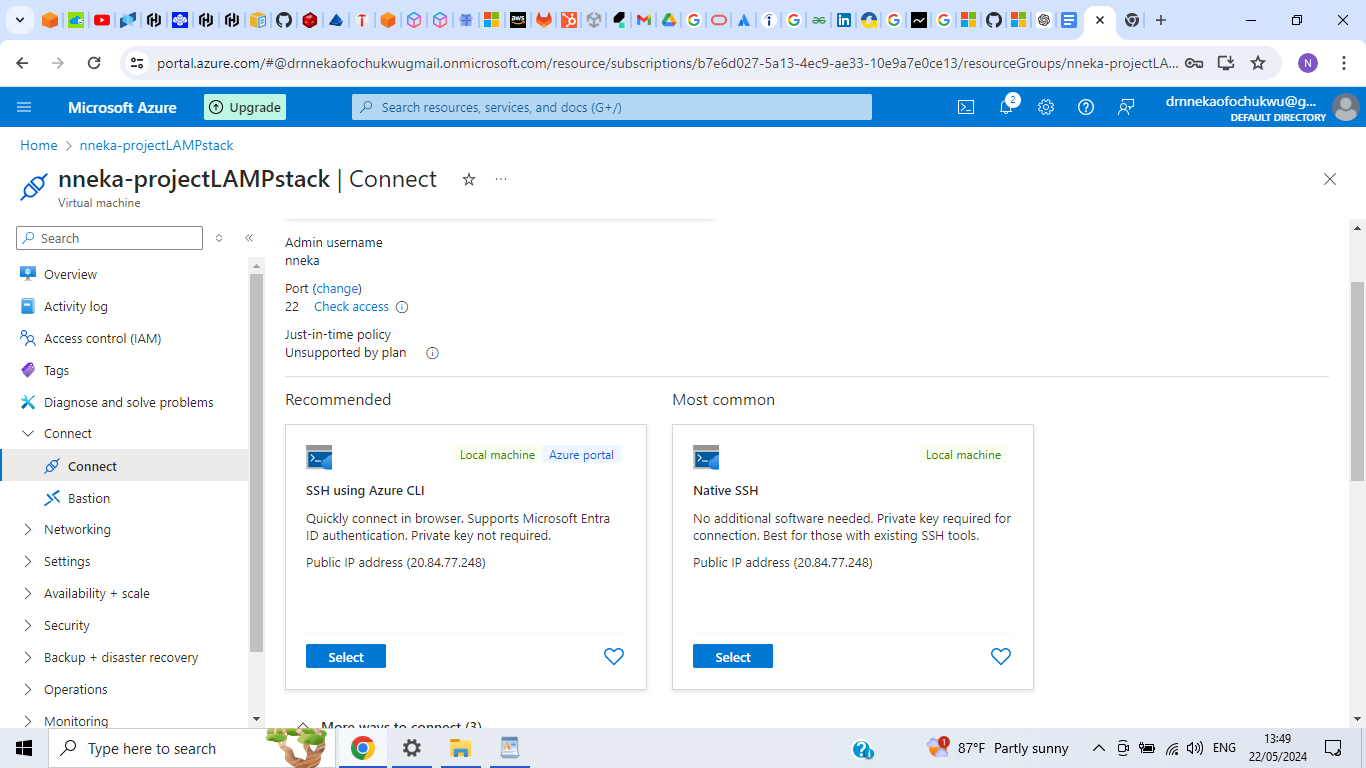 portal.azure.com/#@drnnekaofochukwugmail.onmicrosoft.com/resource/subscriptions/b7e6d027-5a13-4ec9-ae33-10e9a7e0ce13/resourceGroups/nneka-projectLA...
N
Microsoft Azure
Upgrade
Search resources, services, and docs (G+/)
2
drnnekaofochukwu@g...
DEFAULT DIRECTORY
Home > nneka-projectLAMPstack
nneka-projectLAMPstack | Connect
Virtual machine
Search
Overview
Activity log
Access control (IAM)
Tags
Diagnose and solve problems
Connect
Connect
Bastion
Networking
Settings
Availability + scale
Security
Backup + disaster recovery
Operations
Monitoring
Admin username
nneka
Port (change)
22 Check access
Just-in-time policy
Unsupported by plan
Recommended
Local machine Azure portal
SSH using Azure CLI
Quickly connect in browser. Supports Microsoft Entra
ID authentication. Private key not required.
Public IP address (20.84.77.248)
Select
Most common
Local machine
Native SSH
No additional software needed. Private key required for
connection. Best for those with existing SSH tools.
Public IP address (20.84.77.248)
Select
More ways to connect (3)
Type here to search
1
87°F Partly sunny
ENG
13:49
22/05/2024